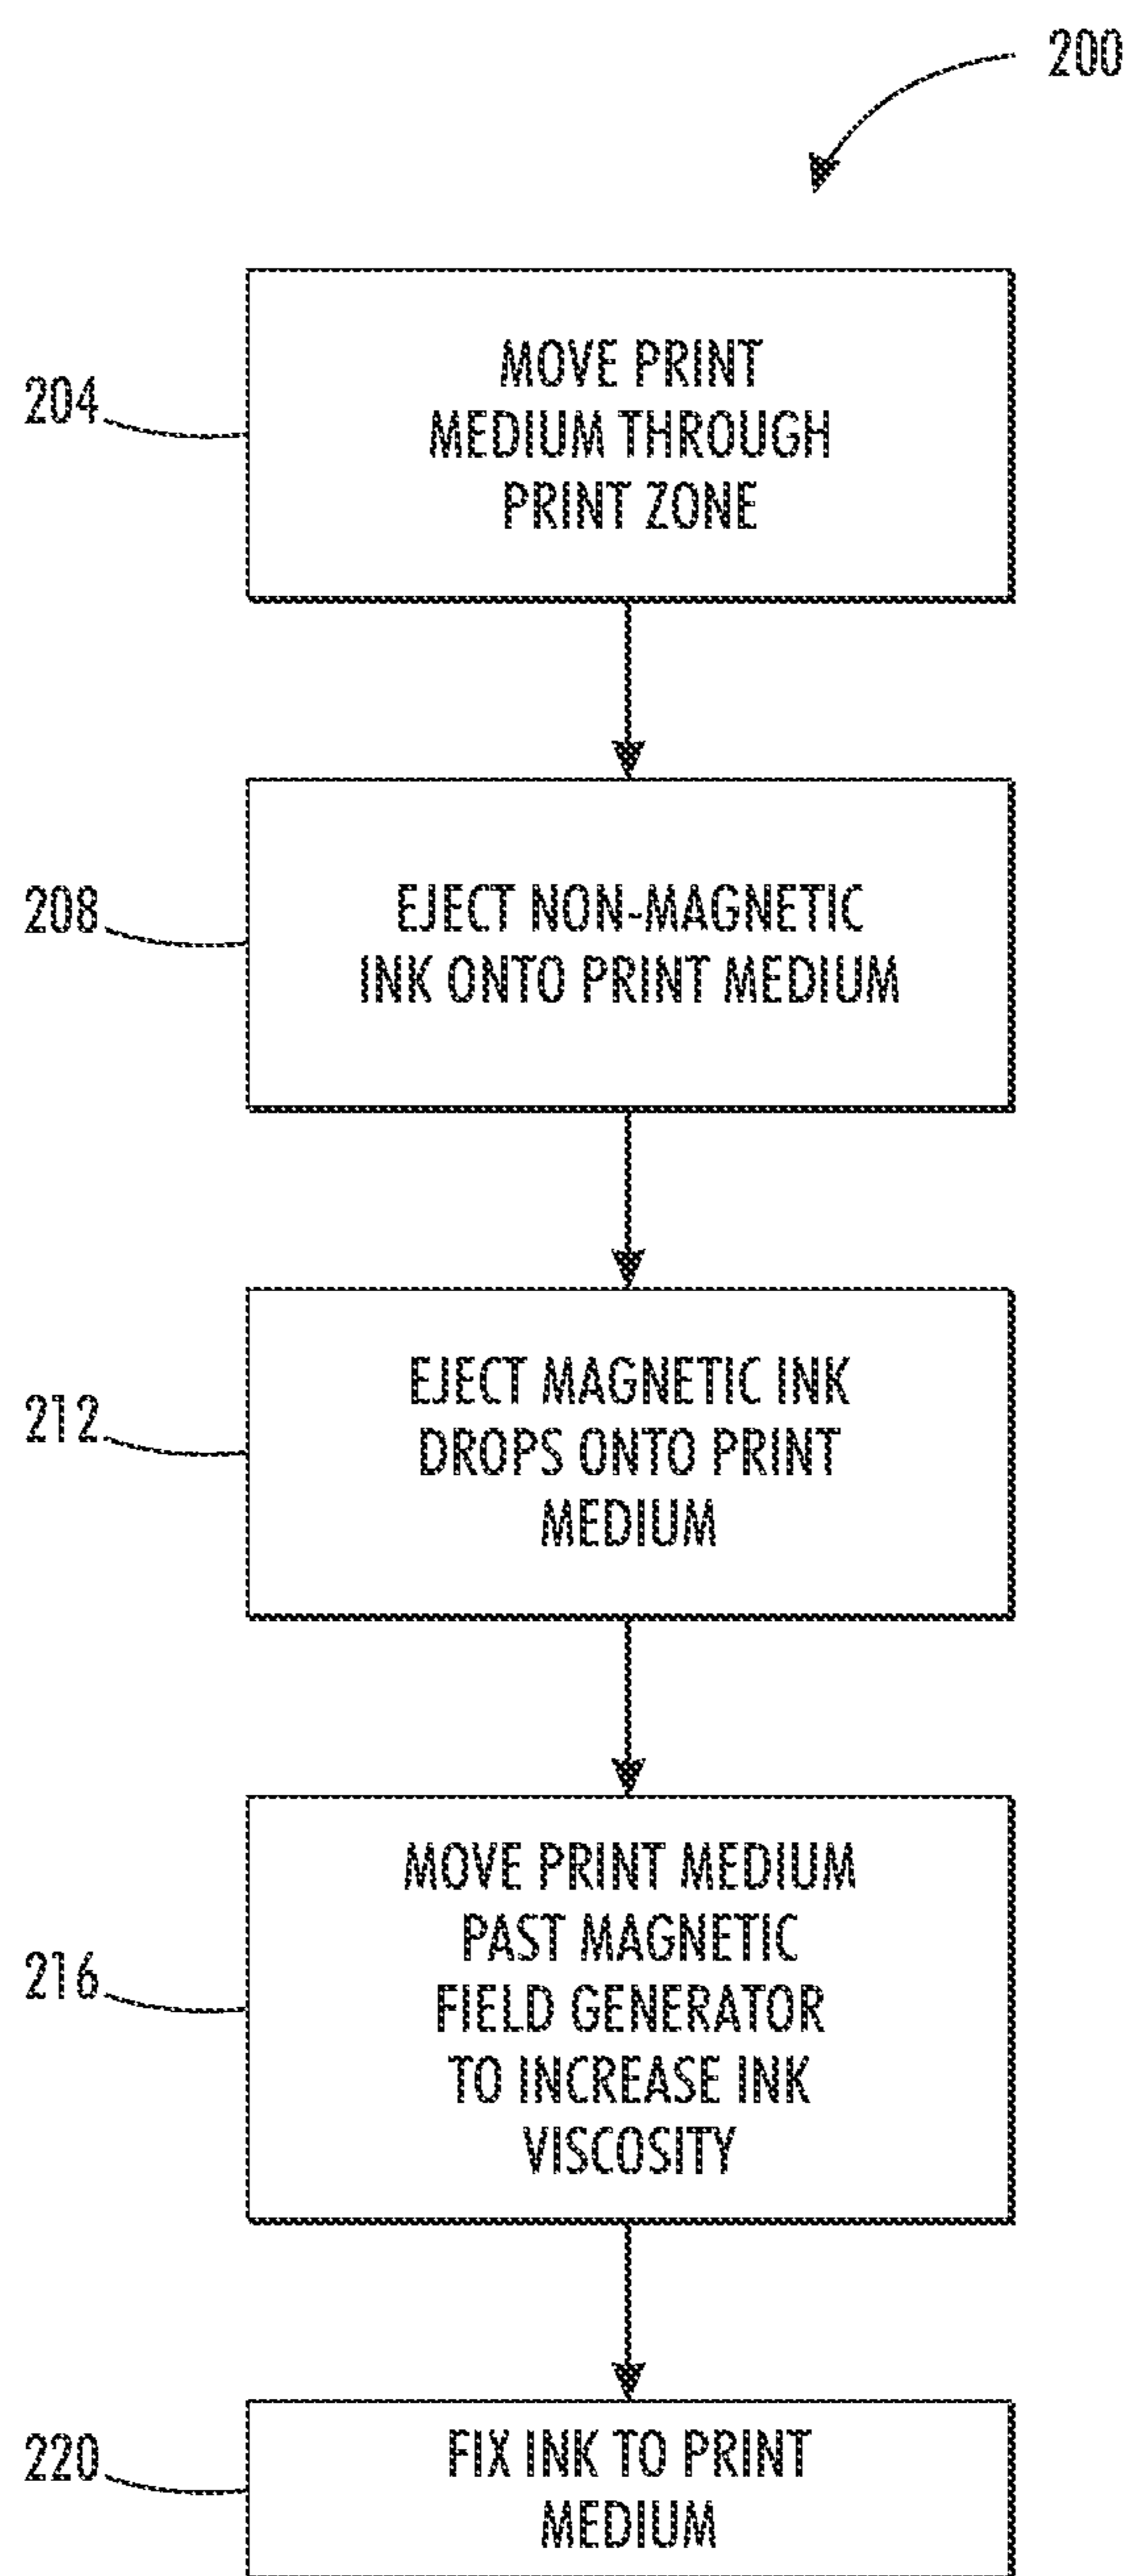 200
204
MOVE PRINT
MEDIUM THROUGH
PRINT ZONE
208
EJECT NON-MAGNETIC
INK ONTO PRINT MEDIUM
212
EJECT MAGNETIC INK
DROPS ONTO PRINT
MEDIUM
216
MOVE PRINT MEDIUM
PAST MAGNETIC
FIELD GENERATOR
TO INCREASE INK
VISCOSITY
220
FIX INK TO PRINT
MEDIUM